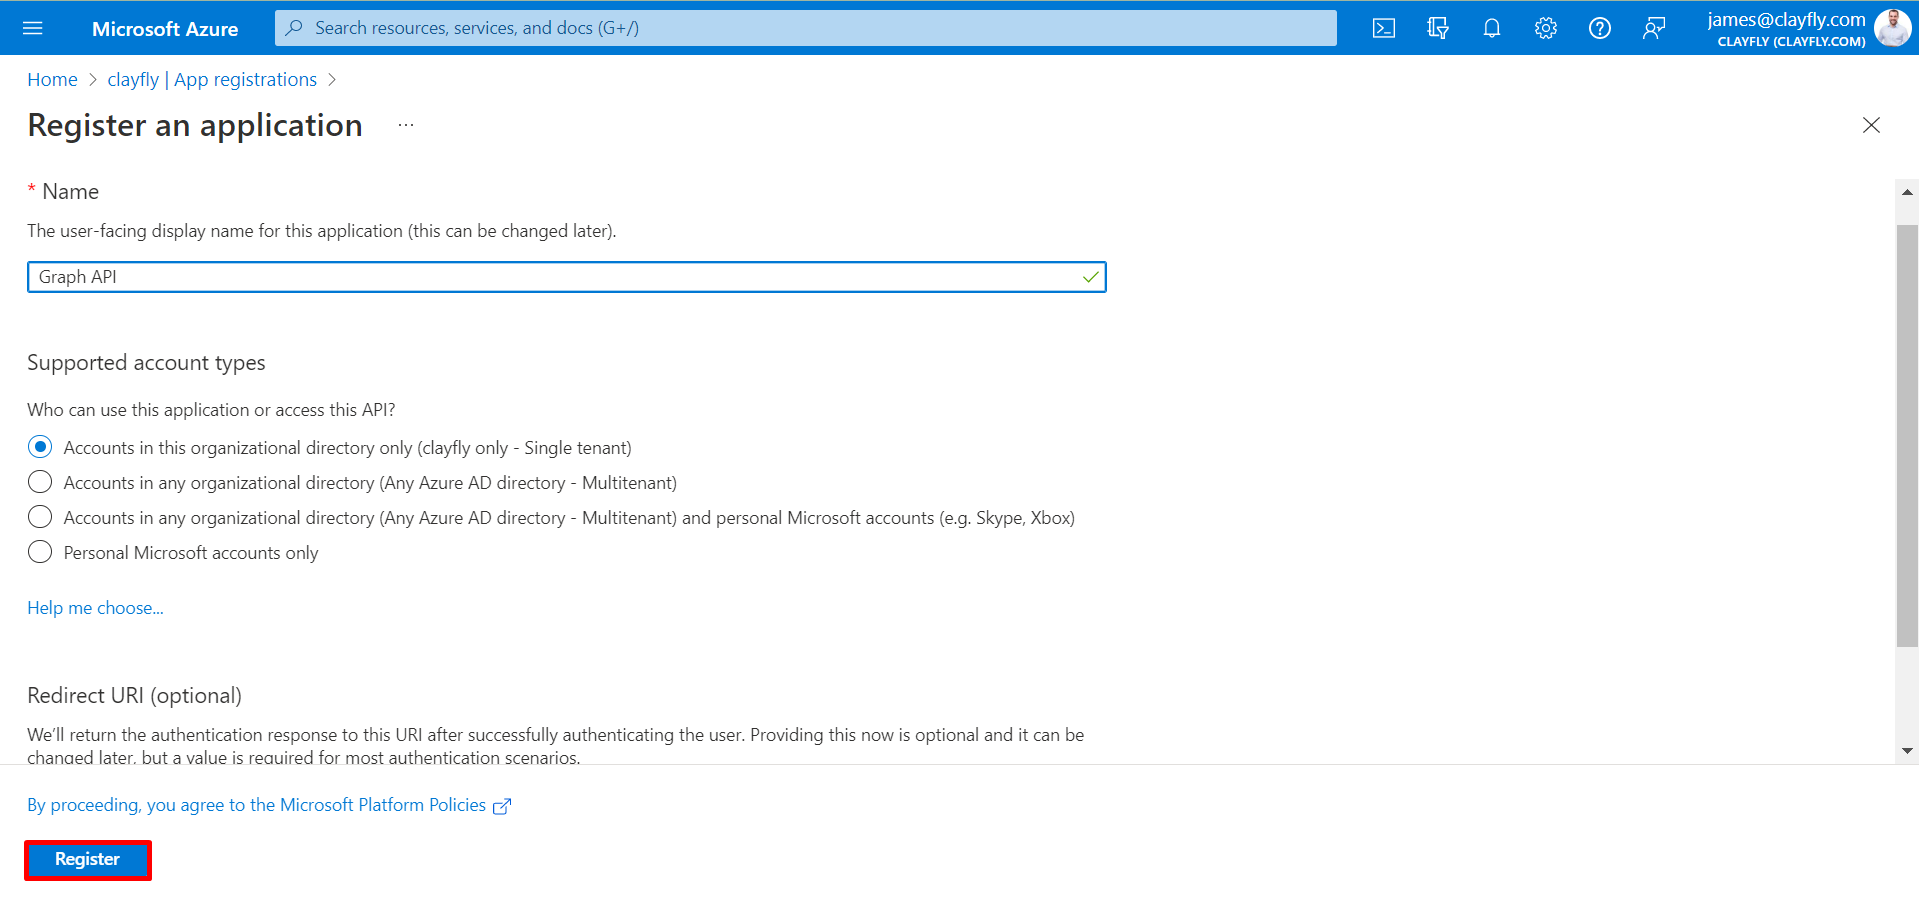 Microsoft Azure
Search resources, services, and docs (G+/)
james@clayfly.com
CLAYFLY (CLAYFLY.COM)
Home > clayfly | App registrations >
Register an application ...
* Name
The user-facing display name for this application (this can be changed later).
Graph API
Supported account types
Who can use this application or access this API?
Accounts in this organizational directory only (clayfly only - Single tenant)
Accounts in any organizational directory (Any Azure AD directory - Multitenant)
Accounts in any organizational directory (Any Azure AD directory - Multitenant) and personal Microsoft accounts (e.g. Skype, Xbox)
Personal Microsoft accounts only
Help me choose...
Redirect URI (optional)
We'll return the authentication response to this URI after successfully authenticating the user. Providing this now is optional and it can be
changed later, but a value is required for most authentication scenarios.
By proceeding, you agree to the Microsoft Platform Policies
Register